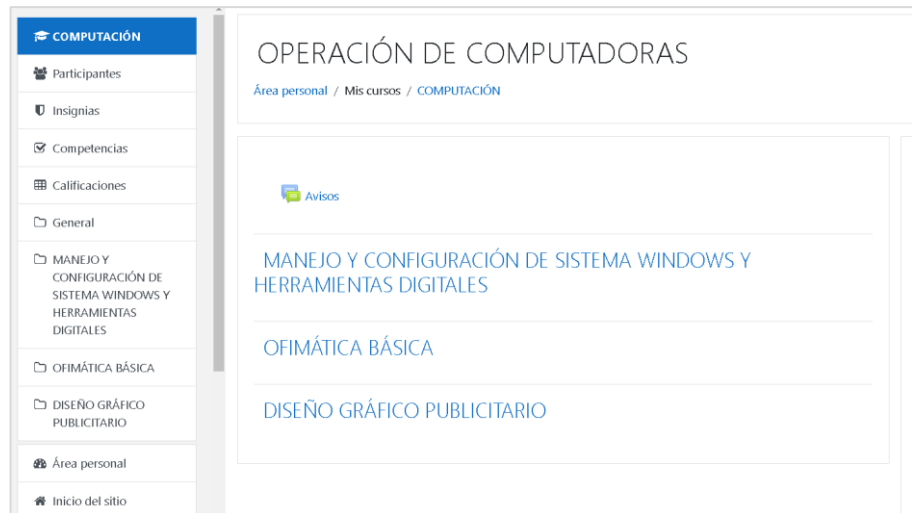 COMPUTACIÓN
Participantes
Insignias
Competencias
Calificaciones
General
MANEJO Y
CONFIGURACIÓN DE
SISTEMA WINDOWS Y
HERRAMIENTAS
DIGITALES
OFIMÁTICA BÁSICA
DISEÑO GRÁFICO
PUBLICITARIO
Área personal
Inicio del sitio
OPERACIÓN DE COMPUTADORAS
Área personal / Mis cursos / COMPUTACIÓN
Avisos
MANEJO Y CONFIGURACIÓN DE SISTEMA WINDOWS Y
HERRAMIENTAS DIGITALES
OFIMÁTICA BÁSICA
DISEÑO GRÁFICO PUBLICITARIO